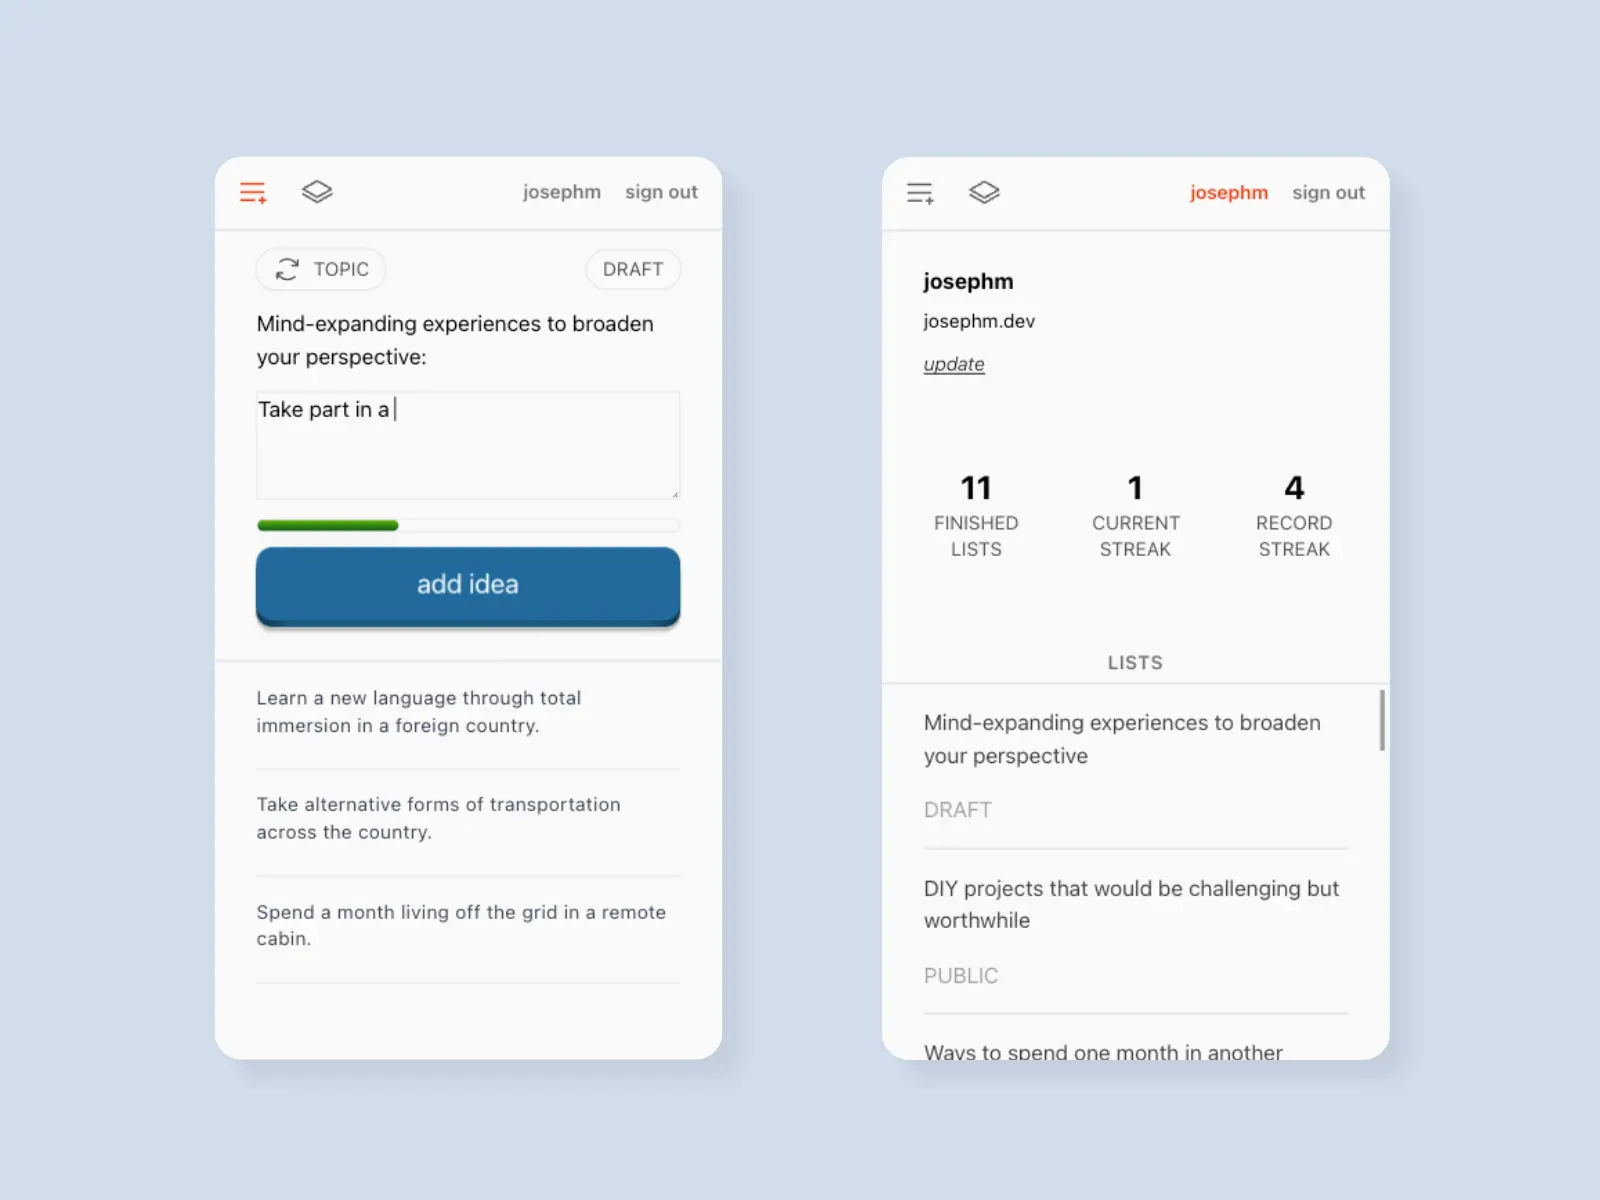 josephm sign out
TOPIC DRAFT
Mind-expanding experiences to broaden
your perspective:
Take part in a
add idea
Learn a new language through total
immersion in a foreign country.
Take alternative forms of transportation
across the country.
Spend a month living off the grid in a remote
cabin.
josephm sign out
josephm
josephm.dev
update
11 1 4
FINISHED CURRENT RECORD
LISTS STREAK STREAK
LISTS
Mind-expanding experiences to broaden
your perspective
DRAFT
DIY projects that would be challenging but
worthwhile
PUBLIC
Ways to spend one month in another